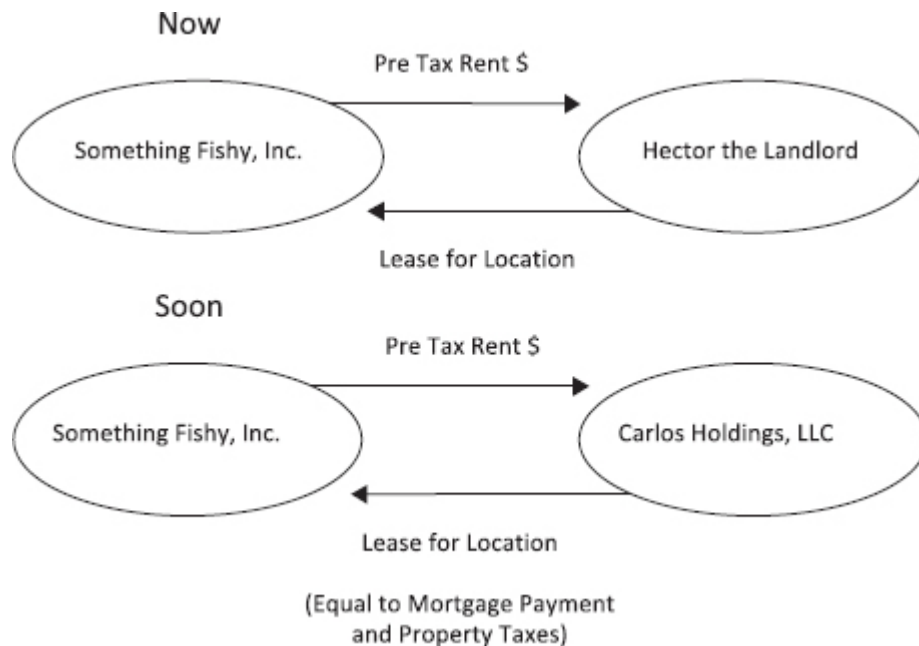 Now
Pre Tax Rent $
Something Fishy, Inc.
Hector the Landlord
Lease for Location
Soon
Pre Tax Rent $
Something Fishy, Inc.
Carlos Holdings, LLC
Lease for Location
(Equal to Mortgage Payment
and Property Taxes)